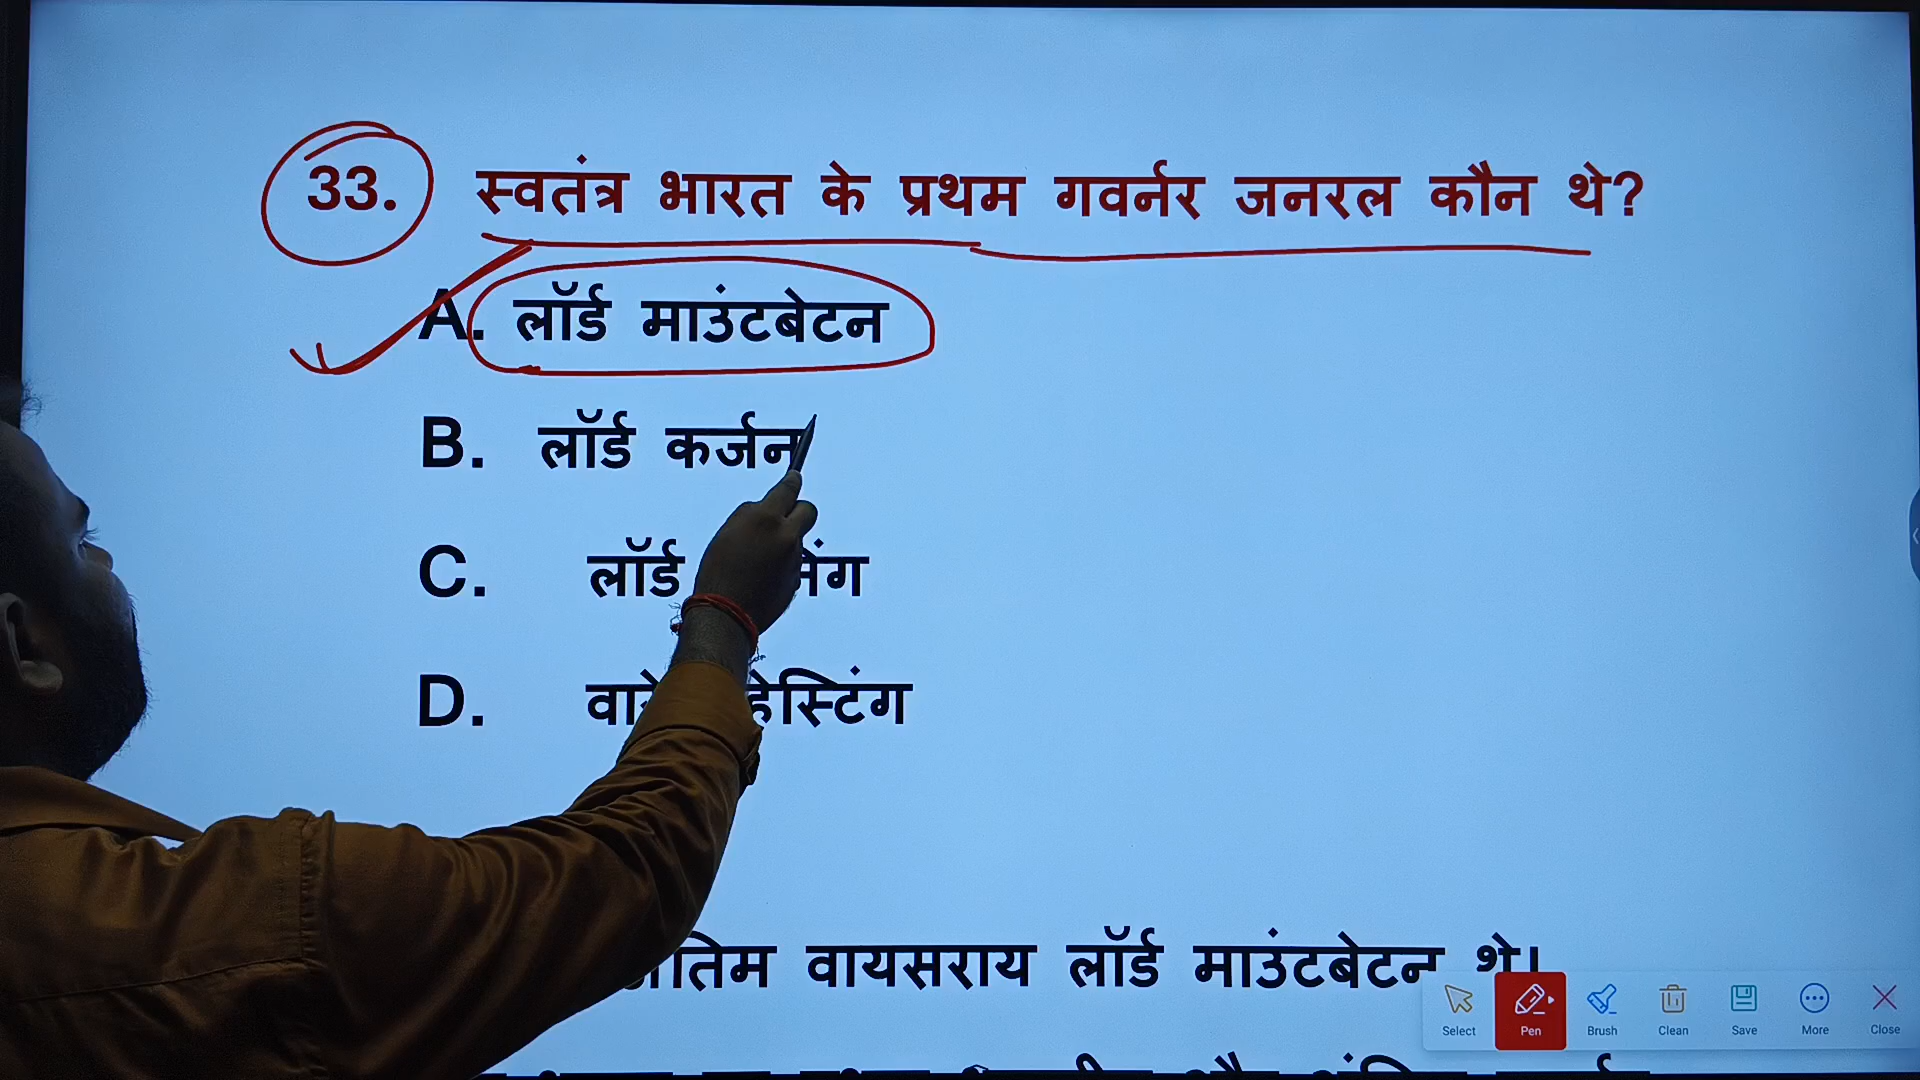 33. स्वतंत्र भारत के प्रथम गवर्नर जनरल कौन थे?
A. लॉर्ड माउंटबेटन
B. लॉर्ड कर्जन
C. लॉर्ड
D. हेस्टिंग
वायसराय लॉर्ड माउंटबेटन थे।
Select Pen Brush Clean Save More Close